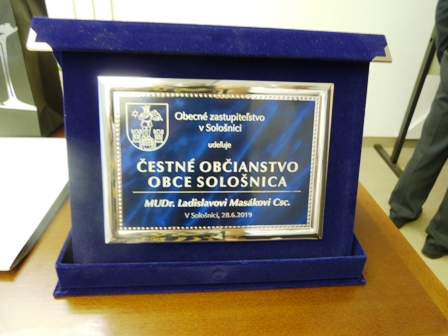 Obecné zastupiteľstvo
v Sološnici
udeľuje
ČESTNÉ OBČIANSTVO
OBCE SOLOŠNICA
MUDr. Ladislavovi Masákovi Csc.
V Sološnici, 28.6.2019